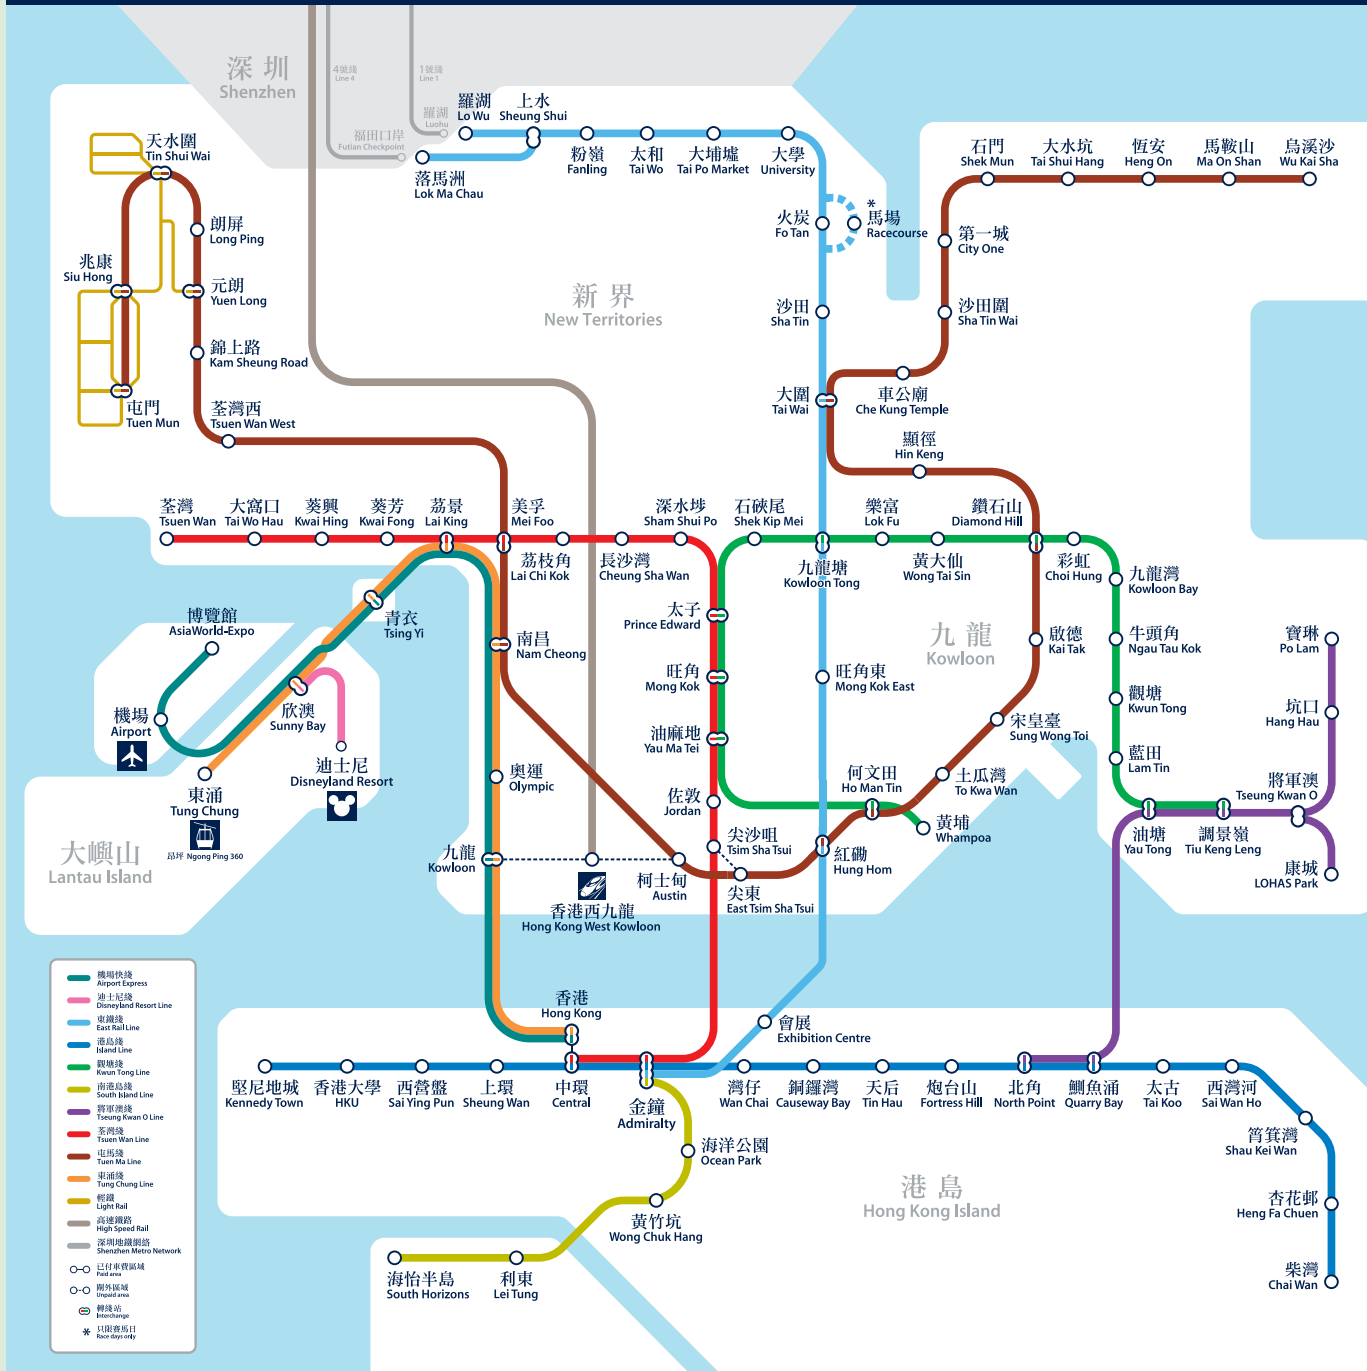 深圳
Shenzhen
4號綫
Line 4
1號綫
Line 1
羅湖
Luohu
福田口岸
Futian Checkpoint
羅湖
Lo Wu
上水
Sheung Shui
落馬洲
Lok Ma Chau
粉嶺
Fanling
太和
Tai Wo
大埔墟
Tai Po Market
大學
University
火炭
Fo Tan
*
馬場
Racecourse
沙田
Sha Tin
大圍
Tai Wai
石門
Shek Mun
大水坑
Tai Shui Hang
恆安
Heng On
馬鞍山
Ma On Shan
烏溪沙
Wu Kai Sha
第一城
City One
沙田圍
Sha Tin Wai
車公廟
Che Kung Temple
顯徑
Hin Keng
天水圍
Tin Shui Wai
朗屏
Long Ping
兆康
Siu Hong
元朗
Yuen Long
錦上路
Kam Sheung Road
屯門
Tuen Mun
荃灣西
Tsuen Wan West
新界
New Territories
荃灣
Tsuen Wan
大窩口
Tai Wo Hau
葵興
Kwai Hing
葵芳
Kwai Fong
荔景
Lai King
美孚
Mei Foo
荔枝角
Lai Chi Kok
長沙灣
Cheung Sha Wan
深水埗
Sham Shui Po
石硤尾
Shek Kip Mei
九龍塘
Kowloon Tong
樂富
Lok Fu
黃大仙
Wong Tai Sin
鑽石山
Diamond Hill
彩虹
Choi Hung
九龍灣
Kowloon Bay
牛頭角
Ngau Tau Kok
觀塘
Kwun Tong
藍田
Lam Tin
油塘
Yau Tong
調景嶺
Tiu Keng Leng
將軍澳
Tseung Kwan O
坑口
Hang Hau
寶琳
Po Lam
康城
LOHAS Park
博覽館
AsiaWorld-Expo
機場
Airport
青衣
Tsing Yi
欣澳
Sunny Bay
迪士尼
Disneyland Resort
東涌
Tung Chung
昂坪 Ngong Ping 360
大嶼山
Lantau Island
南昌
Nam Cheong
奧運
Olympic
九龍
Kowloon
太子
Prince Edward
旺角
Mong Kok
油麻地
Yau Ma Tei
佐敦
Jordan
尖沙咀
Tsim Sha Tsui
尖東
East Tsim Sha Tsui
柯士甸
Austin
香港西九龍
Hong Kong West Kowloon
旺角東
Mong Kok East
九龍
Kowloon
啟德
Kai Tak
宋皇臺
Sung Wong Toi
土瓜灣
To Kwa Wan
何文田
Ho Man Tin
黃埔
Whampoa
紅磡
Hung Hom
會展
Exhibition Centre
香港
Hong Kong
堅尼地城
Kennedy Town
香港大學
HKU
西營盤
Sai Ying Pun
上環
Sheung Wan
中環
Central
金鐘
Admiralty
灣仔
Wan Chai
銅鑼灣
Causeway Bay
天后
Tin Hau
炮台山
Fortress Hill
北角
North Point
鰂魚涌
Quarry Bay
太古
Tai Koo
西灣河
Sai Wan Ho
筲箕灣
Shau Kei Wan
杏花邨
Heng Fa Chuen
柴灣
Chai Wan
海洋公園
Ocean Park
黃竹坑
Wong Chuk Hang
利東
Lei Tung
海怡半島
South Horizons
港島
Hong Kong Island
機場快綫
Airport Express
迪士尼綫
Disneyland Resort Line
東鐵綫
East Rail Line
港島綫
Island Line
觀塘綫
Kwun Tong Line
南港島綫
South Island Line
將軍澳綫
Tseung Kwan O Line
荃灣綫
Tsuen Wan Line
屯馬綫
Tuen Ma Line
東涌綫
Tung Chung Line
輕鐵
Light Rail
高速鐵路
High Speed Rail
深圳地鐵網絡
Shenzhen Metro Network
已付車費區域
Paid area
閘外區域
Unpaid area
轉綫站
Interchange
* 只限賽馬日
Race days only